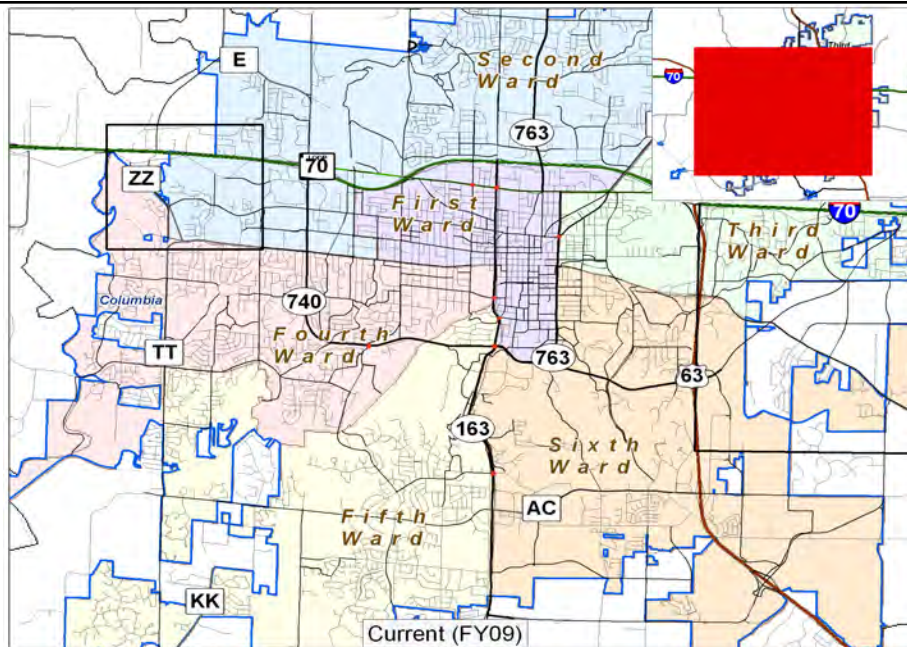 E
Second
Ward
Third
70
763
70
ZZ
First
Ward
70
Third
Ward
Columbia
740
Fourth
Ward
TT
763
63
163
Sixth
Ward
AC
Fifth
Ward
KK
Current (FY09)